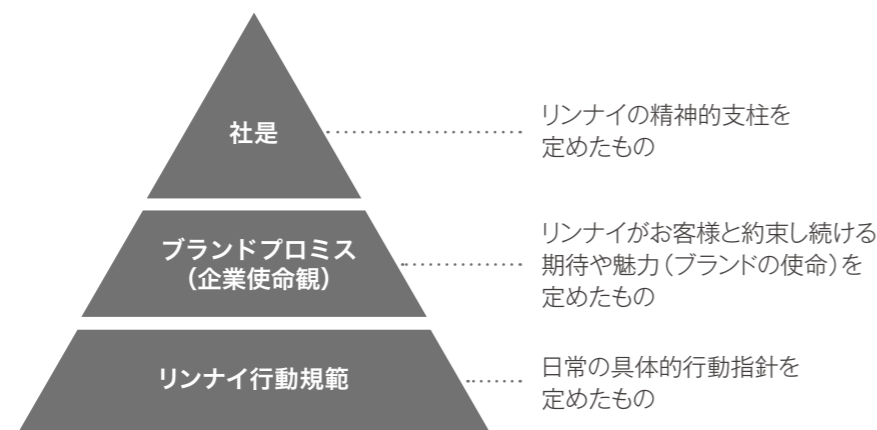 社是
リンナイの精神的支柱を
定めたもの
ブランドプロミス
（企業使命観）
リンナイがお客様と約束し続ける
期待や魅力（ブランドの使命）を
定めたもの
リンナイ行動規範
日常の具体的行動指針を
定めたもの